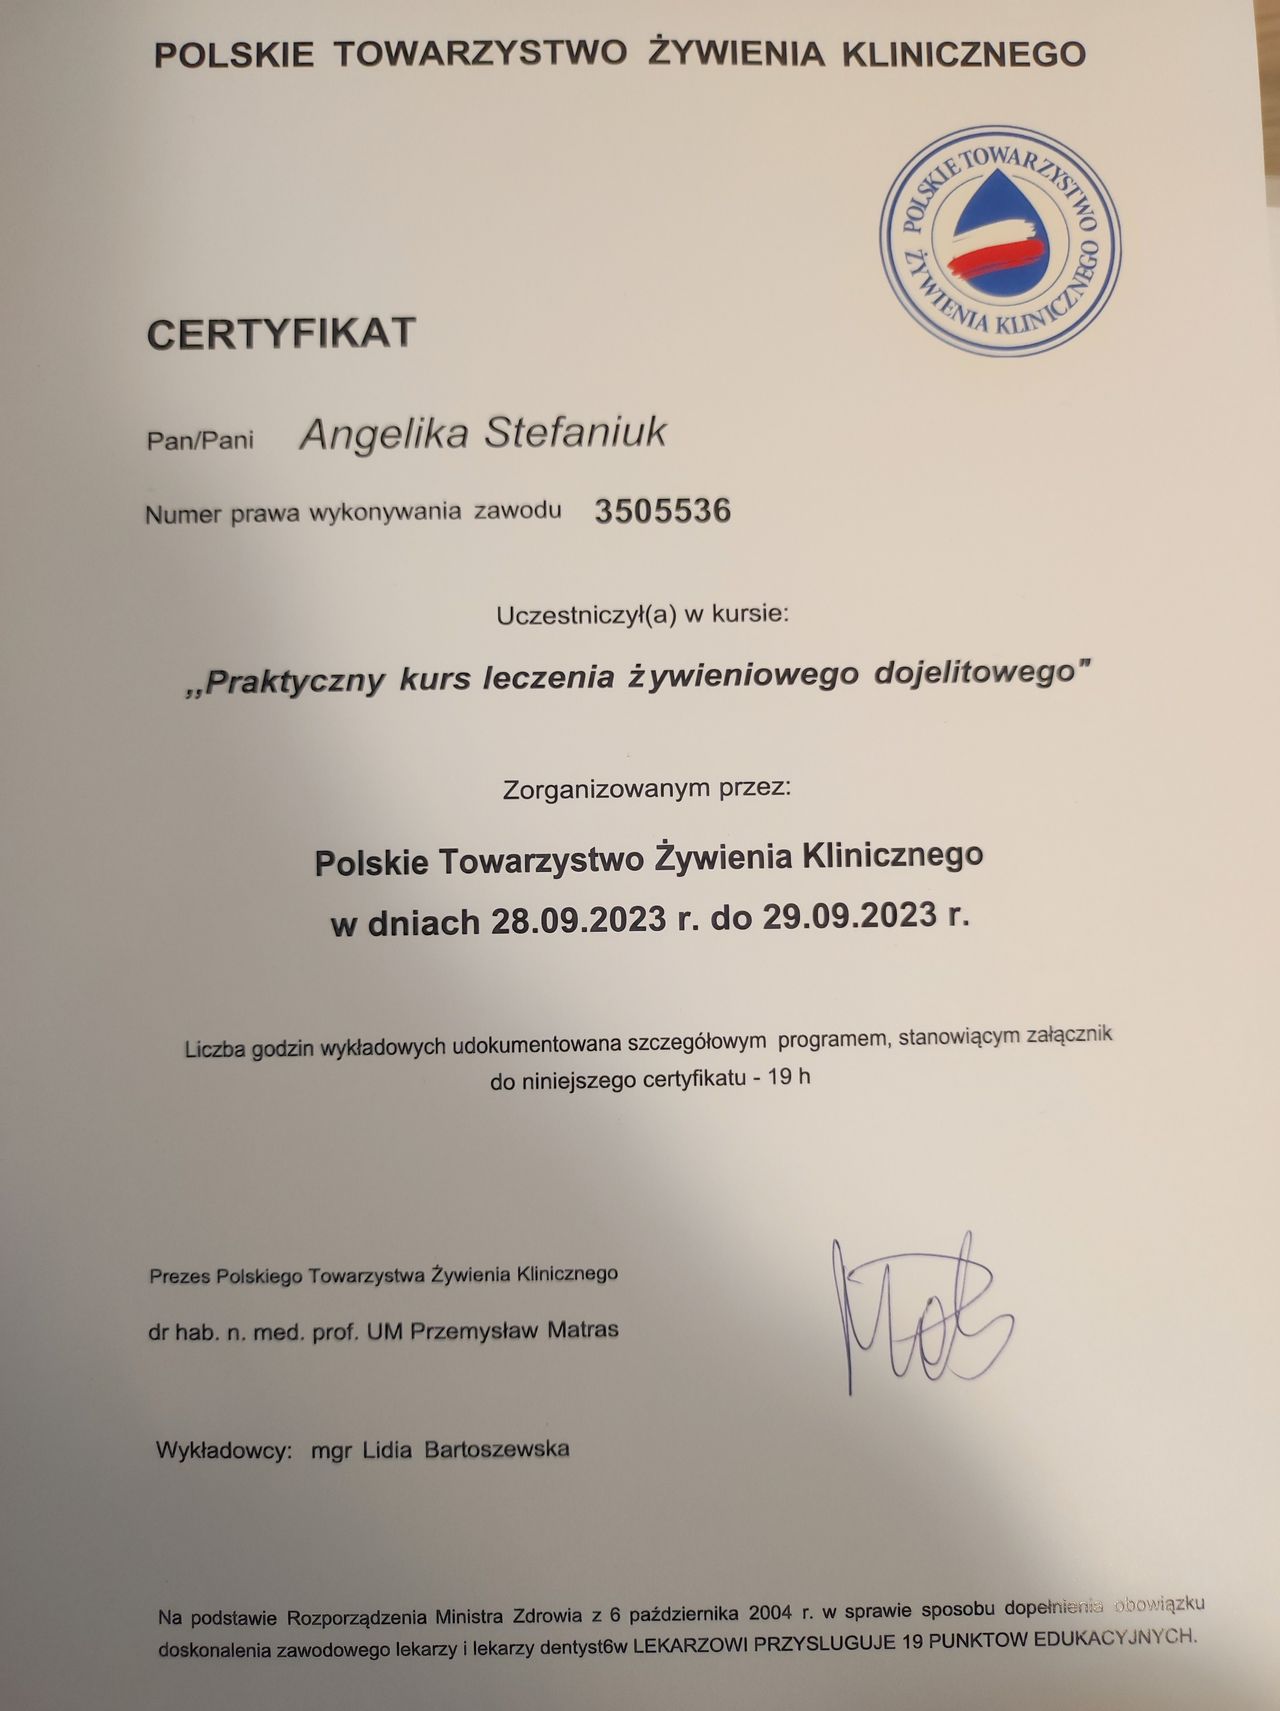 POLSKIE TOWARZYSTWO ŻYWIENIA KLINICZNEGO
POLSKIE TOWARZYSTWO
ŻYWIENIA KLINICZNEGO
CERTYFIKAT
Pan/Pani Angelika Stefaniuk
Numer prawa wykonywania zawodu 3505536
Uczestniczył(a) w kursie:
,,Praktyczny kurs leczenia żywieniowego dojelitowego"
Zorganizowanym przez:
Polskie Towarzystwo Żywienia Klinicznego
w dniach 28.09.2023 r. do 29.09.2023 r.
Liczba godzin wykładowych udokumentowana szczegółowym programem, stanowiącym załącznik
do niniejszego certyfikatu - 19 h
Prezes Polskiego Towarzystwa Żywienia Klinicznego
dr hab. n. med. prof. UM Przemysław Matras
Wykładowcy: mgr Lidia Bartoszewska
Na podstawie Rozporządzenia Ministra Zdrowia z 6 października 2004 r. w sprawie sposobu dopełnienia obowiązku
doskonalenia zawodowego lekarzy i lekarzy dentyst6w LEKARZOWI PRZYSLUGUJE 19 PUNKTOW EDUKACYJNYCH.